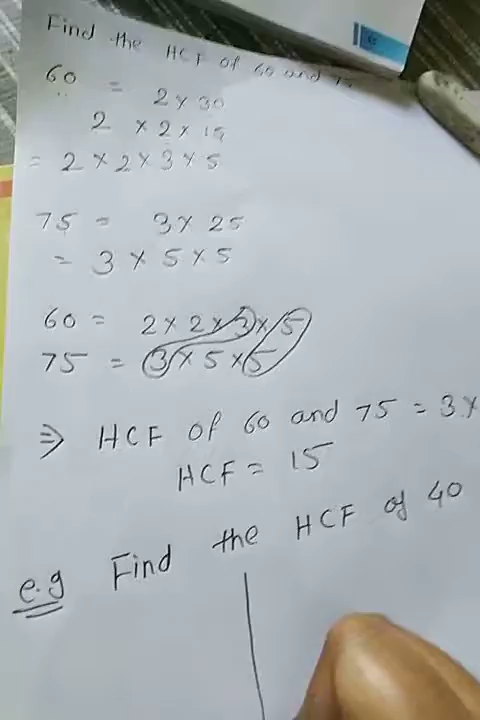 Find the HCF of 60 and 75
60 = 2 × 30
2 × 2 × 15
= 2 × 2 × 3 × 5
75 = 3 × 25
= 3 × 5 × 5
60 = 2 × 2 × 3 × 5
75 = 3 × 5 × 5
⇒ HCF of 60 and 75 = 3 ×
HCF = 15
e.g Find the HCF of 40